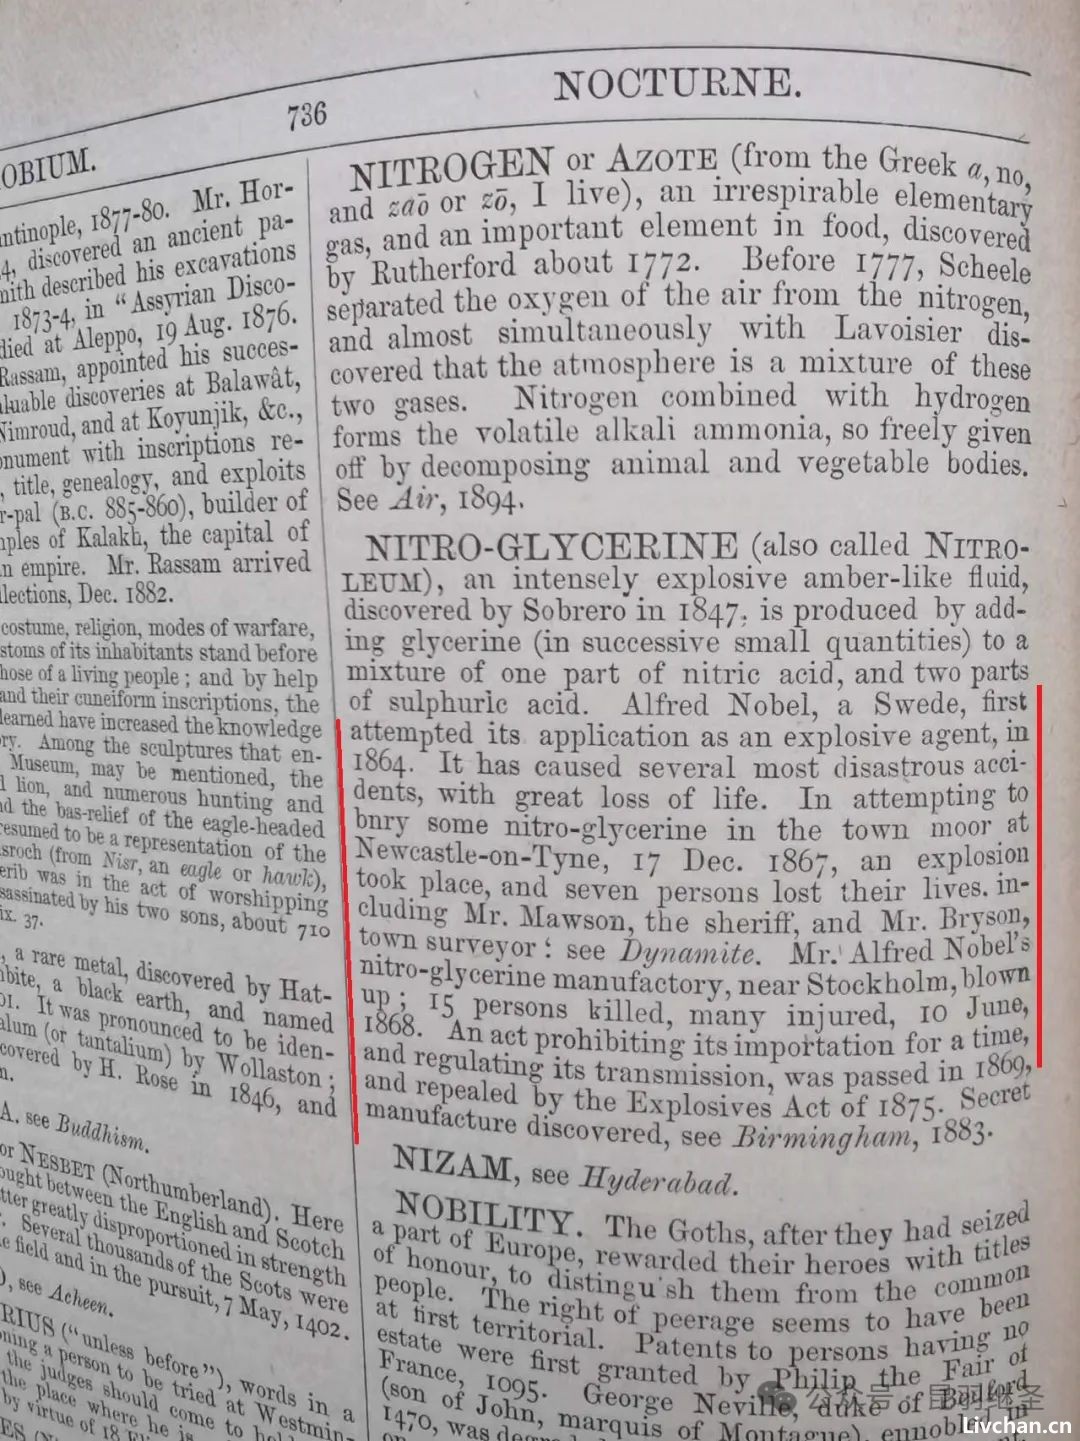 736
NOCTURNE.
OBIUM.
ntinople, 1877-80. Mr. Hor-
4, discovered an ancient pa-
nith described his excavations
1873-4, in "Assyrian Disco-
died at Aleppo, 19 Aug. 1876.
Rassam, appointed his succes-
aluable discoveries at Balawât,
Nimroud, and at Koyunjik, &c.,
onument with inscriptions re-
, title, genealogy, and exploits
r-pal (B.C. 885-860), builder of
nples of Kalakh, the capital of
n empire. Mr. Rassam arrived
llections, Dec. 1882.
costume, religion, modes of warfare,
stoms of its inhabitants stand before
hose of a living people; and by help
and their cuneiform inscriptions, the
learned have increased the knowledge
ry. Among the sculptures that en-
Museum, may be mentioned, the
d lion, and numerous hunting and
nd the bas-relief of the eagle-headed
resumed to be a representation of the
sroch (from Nisr, an eagle or hawk),
erib was in the act of worshipping
sassinated by his two sons, about 710
ix. 37.
, a rare metal, discovered by Hat-
bite, a black earth, and named
01. It was pronounced to be iden-
alum (or tantalium) by Wollaston;
covered by H. Rose in 1846, and
n.
A. see Buddhism.
or NESBET (Northumberland). Here
ought between the English and Scotch
tter greatly disproportioned in strength
. Several thousands of the Scots were
e field and in the pursuit, 7 May, 1402.
), see Acheen.
RIUS ("unless before"), words in a
ning a person to be tried at Westmin-
the judges should come to hold
the place where he is
by virtue of 18
NITROGEN or AZOTE (from the Greek a, no,
and zaō or zō, I live), an irrespirable elementary
gas, and an important element in food, discovered
by Rutherford about 1772. Before 1777, Scheele
separated the oxygen of the air from the nitrogen,
and almost simultaneously with Lavoisier dis-
covered that the atmosphere is a mixture of these
two gases. Nitrogen combined with hydrogen
forms the volatile alkali ammonia, so freely given
off by decomposing animal and vegetable bodies.
See Air, 1894.
NITRO-GLYCERINE (also called NITRO-
LEUM), an intensely explosive amber-like fluid,
discovered by Sobrero in 1847, is produced by add-
ing glycerine (in successive small quantities) to a
mixture of one part of nitric acid, and two parts
of sulphuric acid. Alfred Nobel, a Swede, first
attempted its application as an explosive agent, in
1864. It has caused several most disastrous acci-
dents, with great loss of life. In attempting to
bnry some nitro-glycerine in the town moor at
Newcastle-on-Tyne, 17 Dec. 1867, an explosion
took place, and seven persons lost their lives. in-
cluding Mr. Mawson, the sheriff, and Mr. Bryson,
town surveyor: see Dynamite. Mr. Alfred Nobel's
nitro-glycerine manufactory, near Stockholm, blown
up; 15 persons killed, many injured, 10 June,
1868. An act prohibiting its importation for a time,
and regulating its transmission, was passed in 1869,
and repealed by the Explosives Act of 1875. Secret
manufacture discovered, see Birmingham, 1883.
NIZAM, see Hyderabad.
NOBILITY. The Goths, after they had seized
a part of Europe, rewarded their heroes with titles
of honour, to distingu'sh them from the common
people. The right of peerage seems to have been
at first territorial. Patents to persons having no
estate were first granted by Philip the Fair of
France, 1095. George Neville, duke of Bedford
(son of John, marquis of Montague), ennobled in
1470, was
公众号·昆羽继圣
Livchan.cn